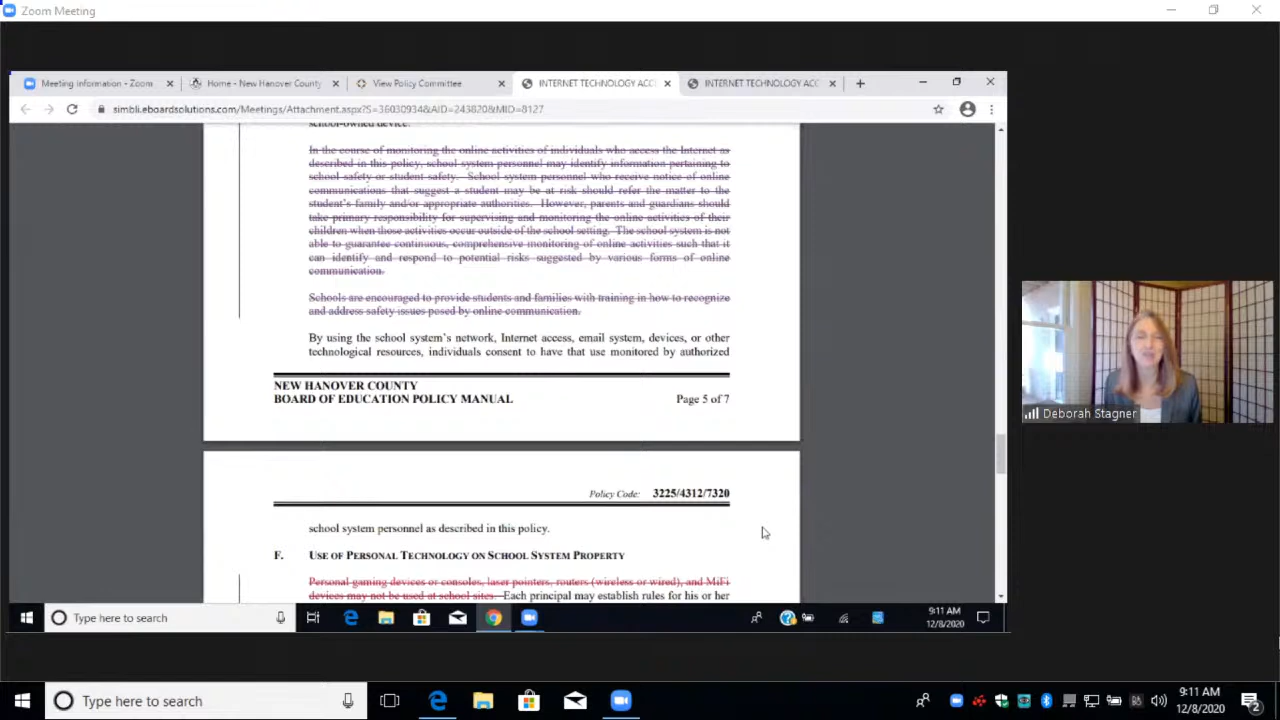 Zoom Meeting
Meeting Information - Zoom
Home - New Hanover County
View Policy Committee
INTERNET TECHNOLOGY ACC
INTERNET TECHNOLOGY ACC
simbli.eboardsolutions.com/Meetings/Attachment.aspx?S=36030934&AID=243820&MID=8127
school-owned device.
In the course of monitoring the online activities of individuals who access the Internet as
described in this policy, school system personnel may identify information pertaining to
school safety or student safety. School system personnel who receive notice of online
communications that suggest a student may be at risk should refer the matter to the
student's family and/or appropriate authorities. However, parents and guardians should
take primary responsibility for supervising and monitoring the online activities of their
children when those activities occur outside of the school setting. The school system is not
able to guarantee continuous, comprehensive monitoring of online activities such that it
can identify and respond to potential risks suggested by various forms of online
communication.
Schools are encouraged to provide students and families with training in how to recognize
and address safety issues posed by online communication.
By using the school system's network, Internet access, email system, devices, or other
technological resources, individuals consent to have that use monitored by authorized
NEW HANOVER COUNTY
BOARD OF EDUCATION POLICY MANUAL Page 5 of 7
Policy Code: 3225/4312/7320
school system personnel as described in this policy.
F. USE OF PERSONAL TECHNOLOGY ON SCHOOL SYSTEM PROPERTY
Personal gaming devices or consoles, laser pointers, routers (wireless or wired), and MiFi
devices may not be used at school sites. Each principal may establish rules for his or her
Deborah Stagner
Type here to search
9:11 AM
12/8/2020
Type here to search
9:11 AM
12/8/2020
2